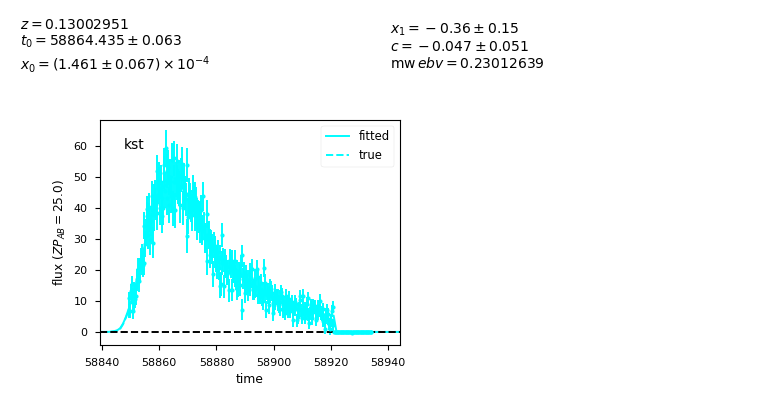 z = 0.13002951
t₀ = 58864.435 ± 0.063
x₀ = (1.461 ± 0.067) × 10⁻⁴
x₁ = −0.36 ± 0.15
c = −0.047 ± 0.051
mw ebv = 0.23012639
kst
fitted
true
flux (ZP_AB = 25.0)
60
50
40
30
20
10
0
58840 58860 58880 58900 58920 58940
time